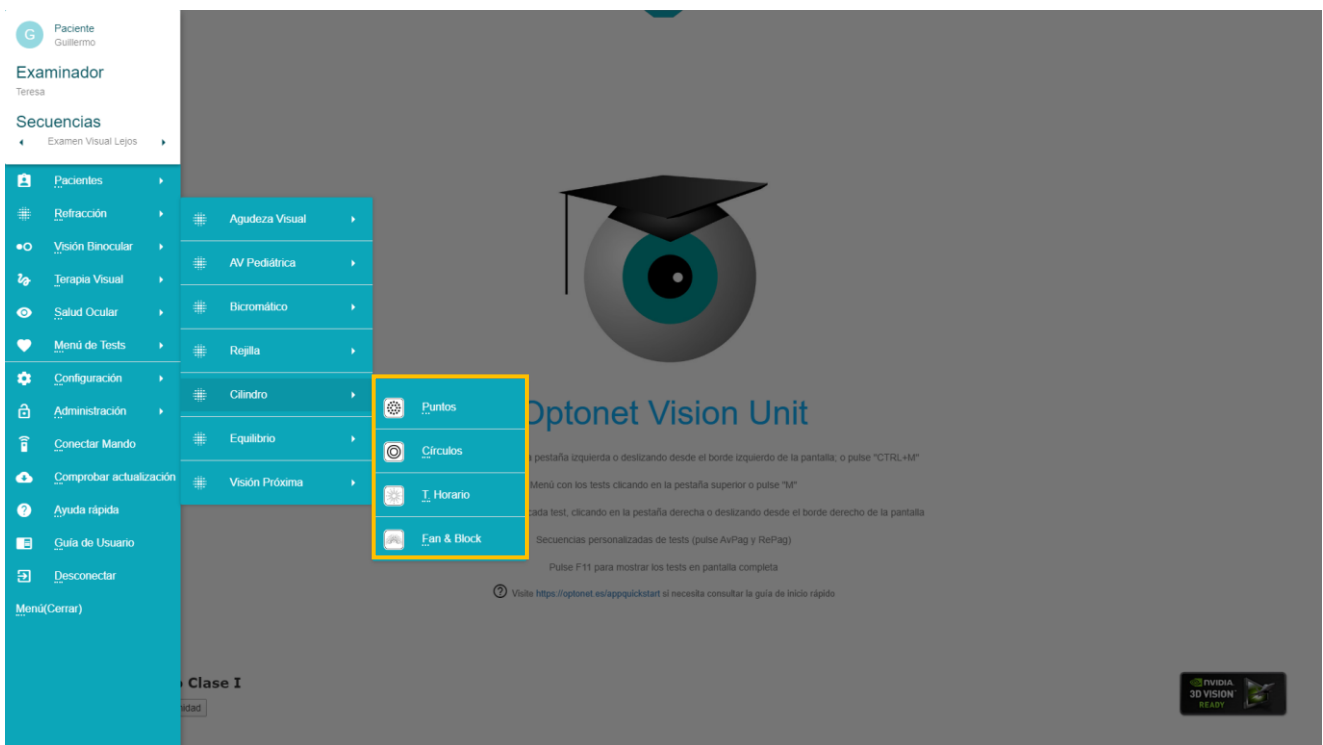 G
Paciente
Guillermo
Examinador
Teresa
Secuencias
Examen Visual Lejos
Pacientes
Refracción
Visión Binocular
Terapia Visual
Salud Ocular
Menú de Tests
Configuración
Administración
Conectar Mando
Comprobar actualización
Ayuda rápida
Guía de Usuario
Desconectar
Menú(Cerrar)
Agudeza Visual
AV Pediátrica
Bicromático
Rejilla
Cilindro
Equilibrio
Visión Próxima
Puntos
Círculos
T. Horario
Fan & Block
Optonet Vision Unit
pestaña izquierda o deslizando desde el borde izquierdo de la pantalla; o pulse "CTRL+M"
Menú con los tests clicando en la pestaña superior o pulse "M"
cada test, clicando en la pestaña derecha o deslizando desde el borde derecho de la pantalla
Secuencias personalizadas de tests (pulse AvPag y RePag)
Pulse F11 para mostrar los tests en pantalla completa
Visite https://optonet.es/appquickstart si necesita consultar la guía de inicio rápido
Clase I
idad
NVIDIA
3D VISION
READY